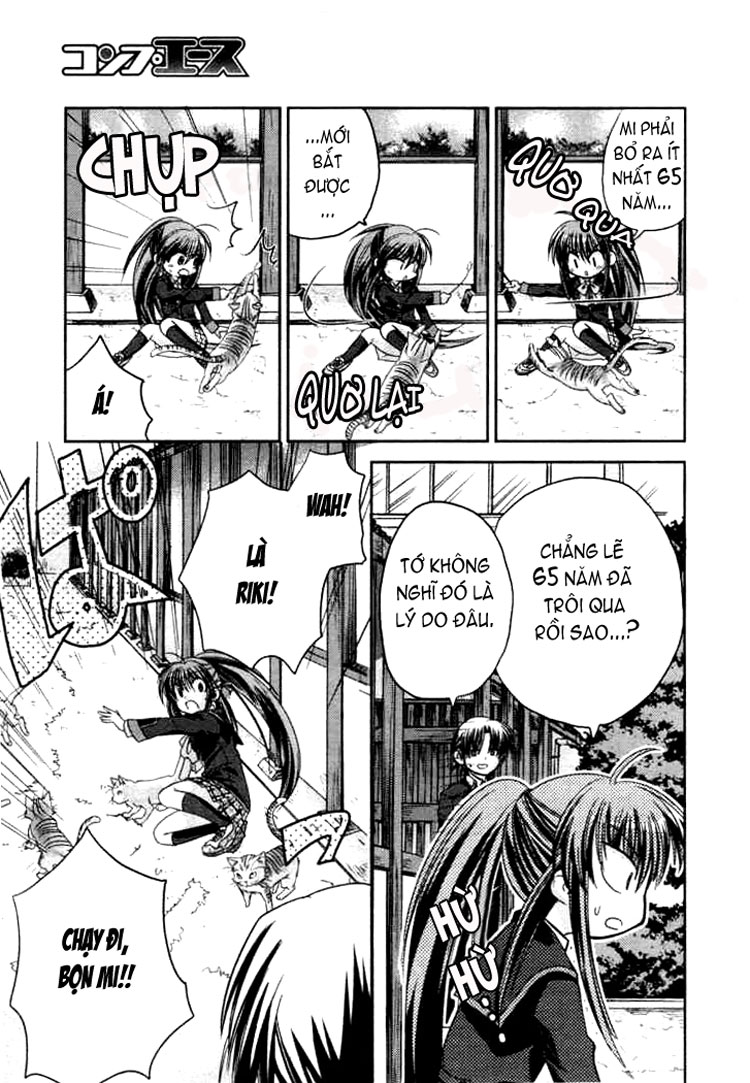 コンプエース
MI PHẢI
BỎ RA ÍT
NHẤT 65
NĂM...
QUƠ QUA
...MỚI
BẮT
ĐƯỢC
...
QUƠ LẠI
CHỤP
Á!
CHẲNG LẼ
65 NĂM ĐÃ
TRÔI QUA
RỒI SAO...?
TỚ KHÔNG
NGHĨ ĐÓ LÀ
LÝ DO ĐÂU.
HỪ
HỪ
WAH!
LÀ
RIKI!
CHẠY ĐI,
BỌN MI!!